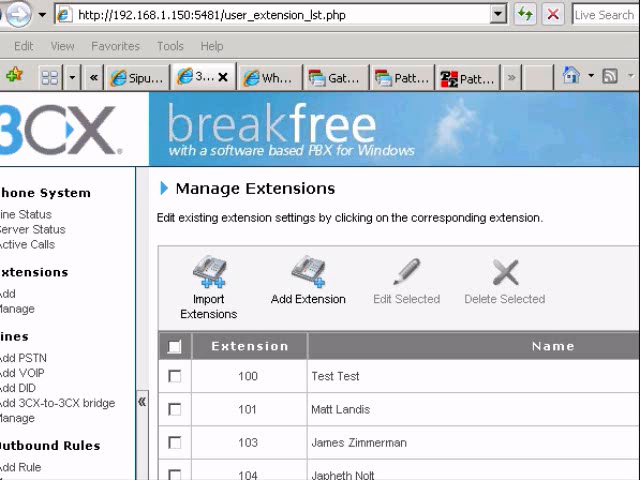 http://192.168.1.150:5481/user_extension_lst.php
Live Search
Edit View Favorites Tools Help
« Sipu... 3... Wh... Gat... Patt... Patt... »
3CX
breakfree
with a software based PBX for Windows
hone System
ine Status
erver Status
ctive Calls
xtensions
dd
anage
ines
dd PSTN
dd VOIP
dd DID
dd 3CX-to-3CX bridge
anage
utbound Rules
dd Rule
«
Manage Extensions
Edit existing extension settings by clicking on the corresponding extension.
Import Extensions
Add Extension
Edit Selected
Delete Selected
Extension Name
100 Test Test
101 Matt Landis
103 James Zimmerman
104 Japheth Nolt